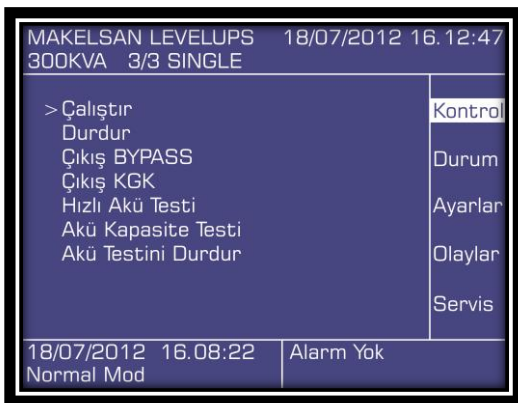 MAKELSAN LEVELUPS 18/07/2012 16.12:47
300KVA 3/3 SINGLE
>Çalıştır
Durdur
Çıkış BYPASS
Çıkış KGK
Hızlı Akü Testi
Akü Kapasite Testi
Akü Testini Durdur
Kontrol
Durum
Ayarlar
Olaylar
Servis
18/07/2012 16.08:22
Normal Mod
Alarm Yok